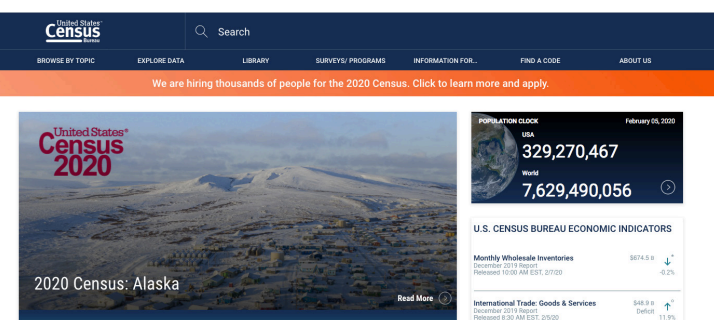 United States®
Census
Bureau
Search
BROWSE BY TOPIC
EXPLORE DATA
LIBRARY
SURVEYS/ PROGRAMS
INFORMATION FOR...
FIND A CODE
ABOUT US
We are hiring thousands of people for the 2020 Census. Click to learn more and apply.
United States®
Census
2020
2020 Census: Alaska
Read More
POPULATION CLOCK
February 05, 2020
USA
329,270,467
World
7,629,490,056
U.S. CENSUS BUREAU ECONOMIC INDICATORS
Monthly Wholesale Inventories
December 2019 Report
Released 10:00 AM EST, 2/7/20
$674.5 B
-0.2%
International Trade: Goods & Services
December 2019 Report
Released 8:30 AM EST, 2/5/20
$48.9 B
Deficit
11.9%